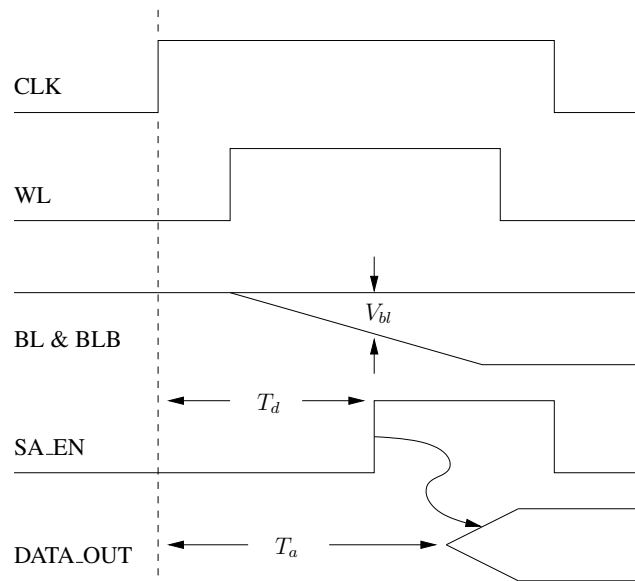 CLK
WL
V_bl
BL & BLB
T_d
SA_EN
T_a
DATA_OUT